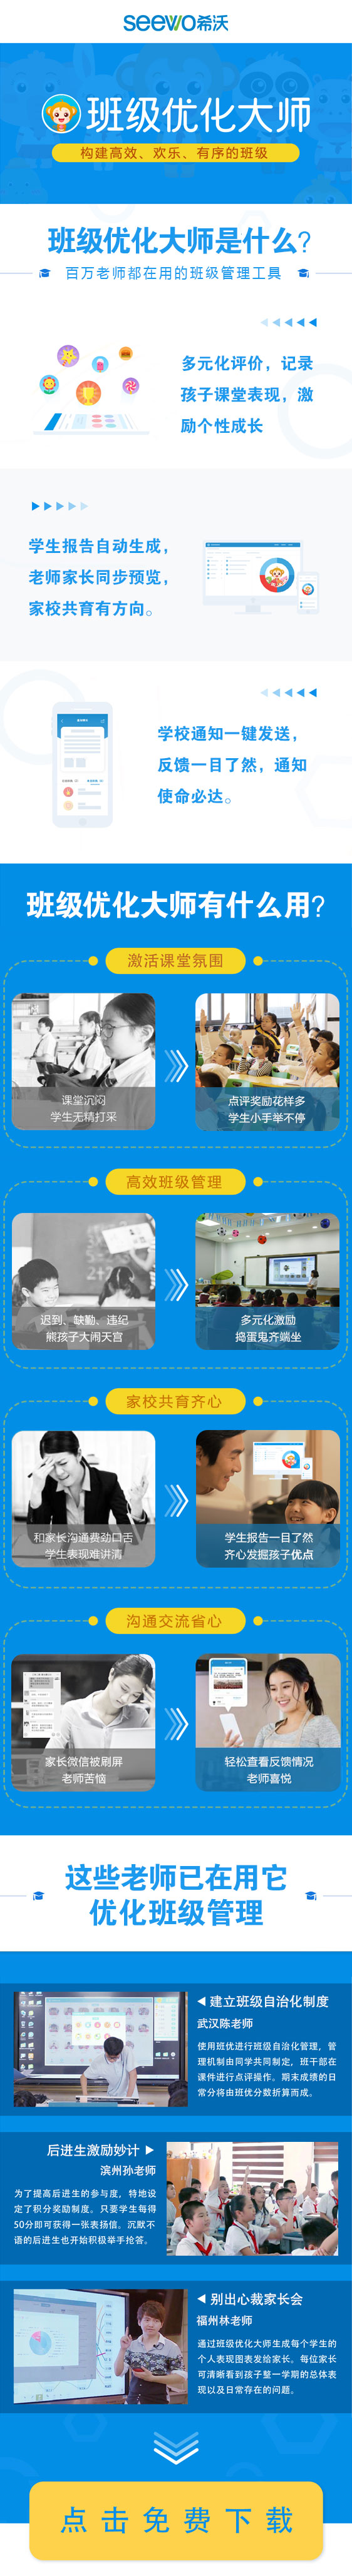 seewo希沃
班级优化大师
构建高效、欢乐、有序的班级
班级优化大师是什么?
百万老师都在用的班级管理工具
多元化评价，记录
孩子课堂表现，激
励个性成长
学生报告自动生成，
老师家长同步预览，
家校共育有方向。
学校通知一键发送，
反馈一目了然，通知
使命必达。
班级优化大师有什么用?
激活课堂氛围
课堂沉闷
学生无精打采
点评奖励花样多
学生小手举不停
高效班级管理
迟到、缺勤、违纪
熊孩子大闹天宫
多元化激励
捣蛋鬼齐端坐
家校共育齐心
和家长沟通费劲口舌
学生表现难讲清
学生报告一目了然
齐心发掘孩子优点
沟通交流省心
家长微信被刷屏
老师苦恼
轻松查看反馈情况
老师喜悦
这些老师已在用它
优化班级管理
建立班级自治化制度
武汉陈老师
使用班优进行班级自治化管理，管
理机制由同学共同制定，班干部在
课件进行点评操作。期末成绩的日
常分将由班优分数折算而成。
后进生激励妙计
滨州孙老师
为了提高后进生的参与度，特地设
定了积分奖励制度。只要学生每得
50分即可获得一张表扬信。沉默不
语的后进生也开始积极举手抢答。
别出心裁家长会
福州林老师
通过班级优化大师生成每个学生的
个人表现图表发给家长。每位家长
可清晰看到孩子整一学期的总体表
现以及日常存在的问题。
点击免费下载